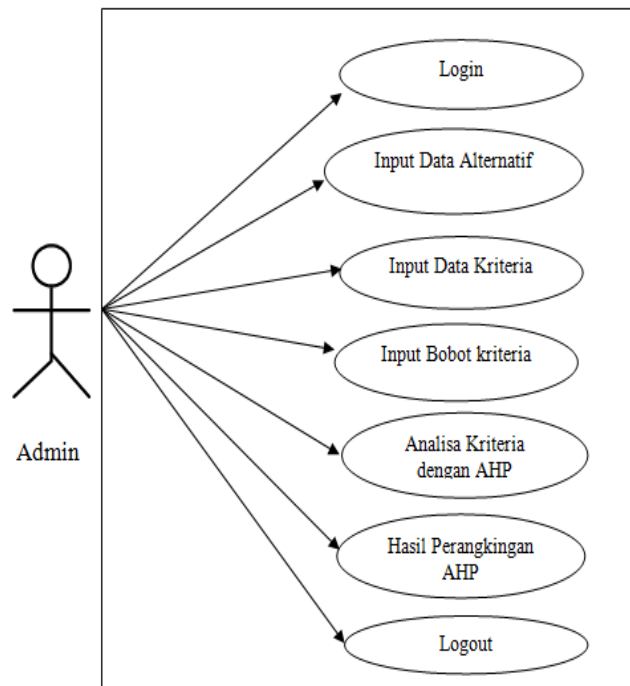 Login
Input Data Alternatif
Input Data Kriteria
Input Bobot kriteria
Analisa Kriteria
dengan AHP
Hasil Perangkingan
AHP
Logout
Admin